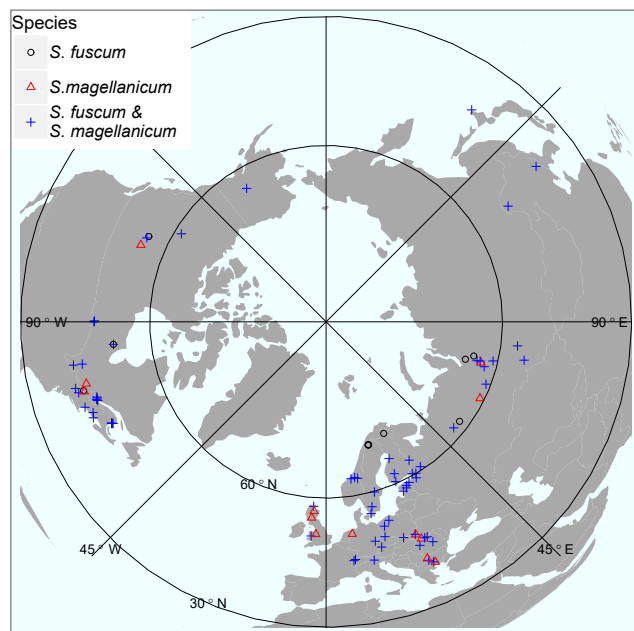 Species
S. fuscum
S.magellanicum
S. fuscum &
S. magellanicum
90 ° W
90 ° E
60 ° N
45 ° W
45 ° E
30 ° N